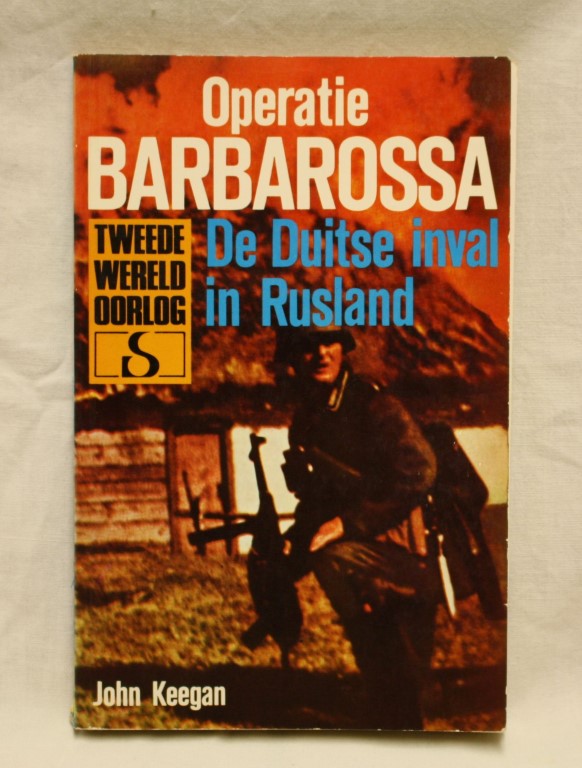 Operatie
BARBAROSSA
De Duitse inval
in Rusland
TWEEDE
WERELD
OORLOG
S
John Keegan